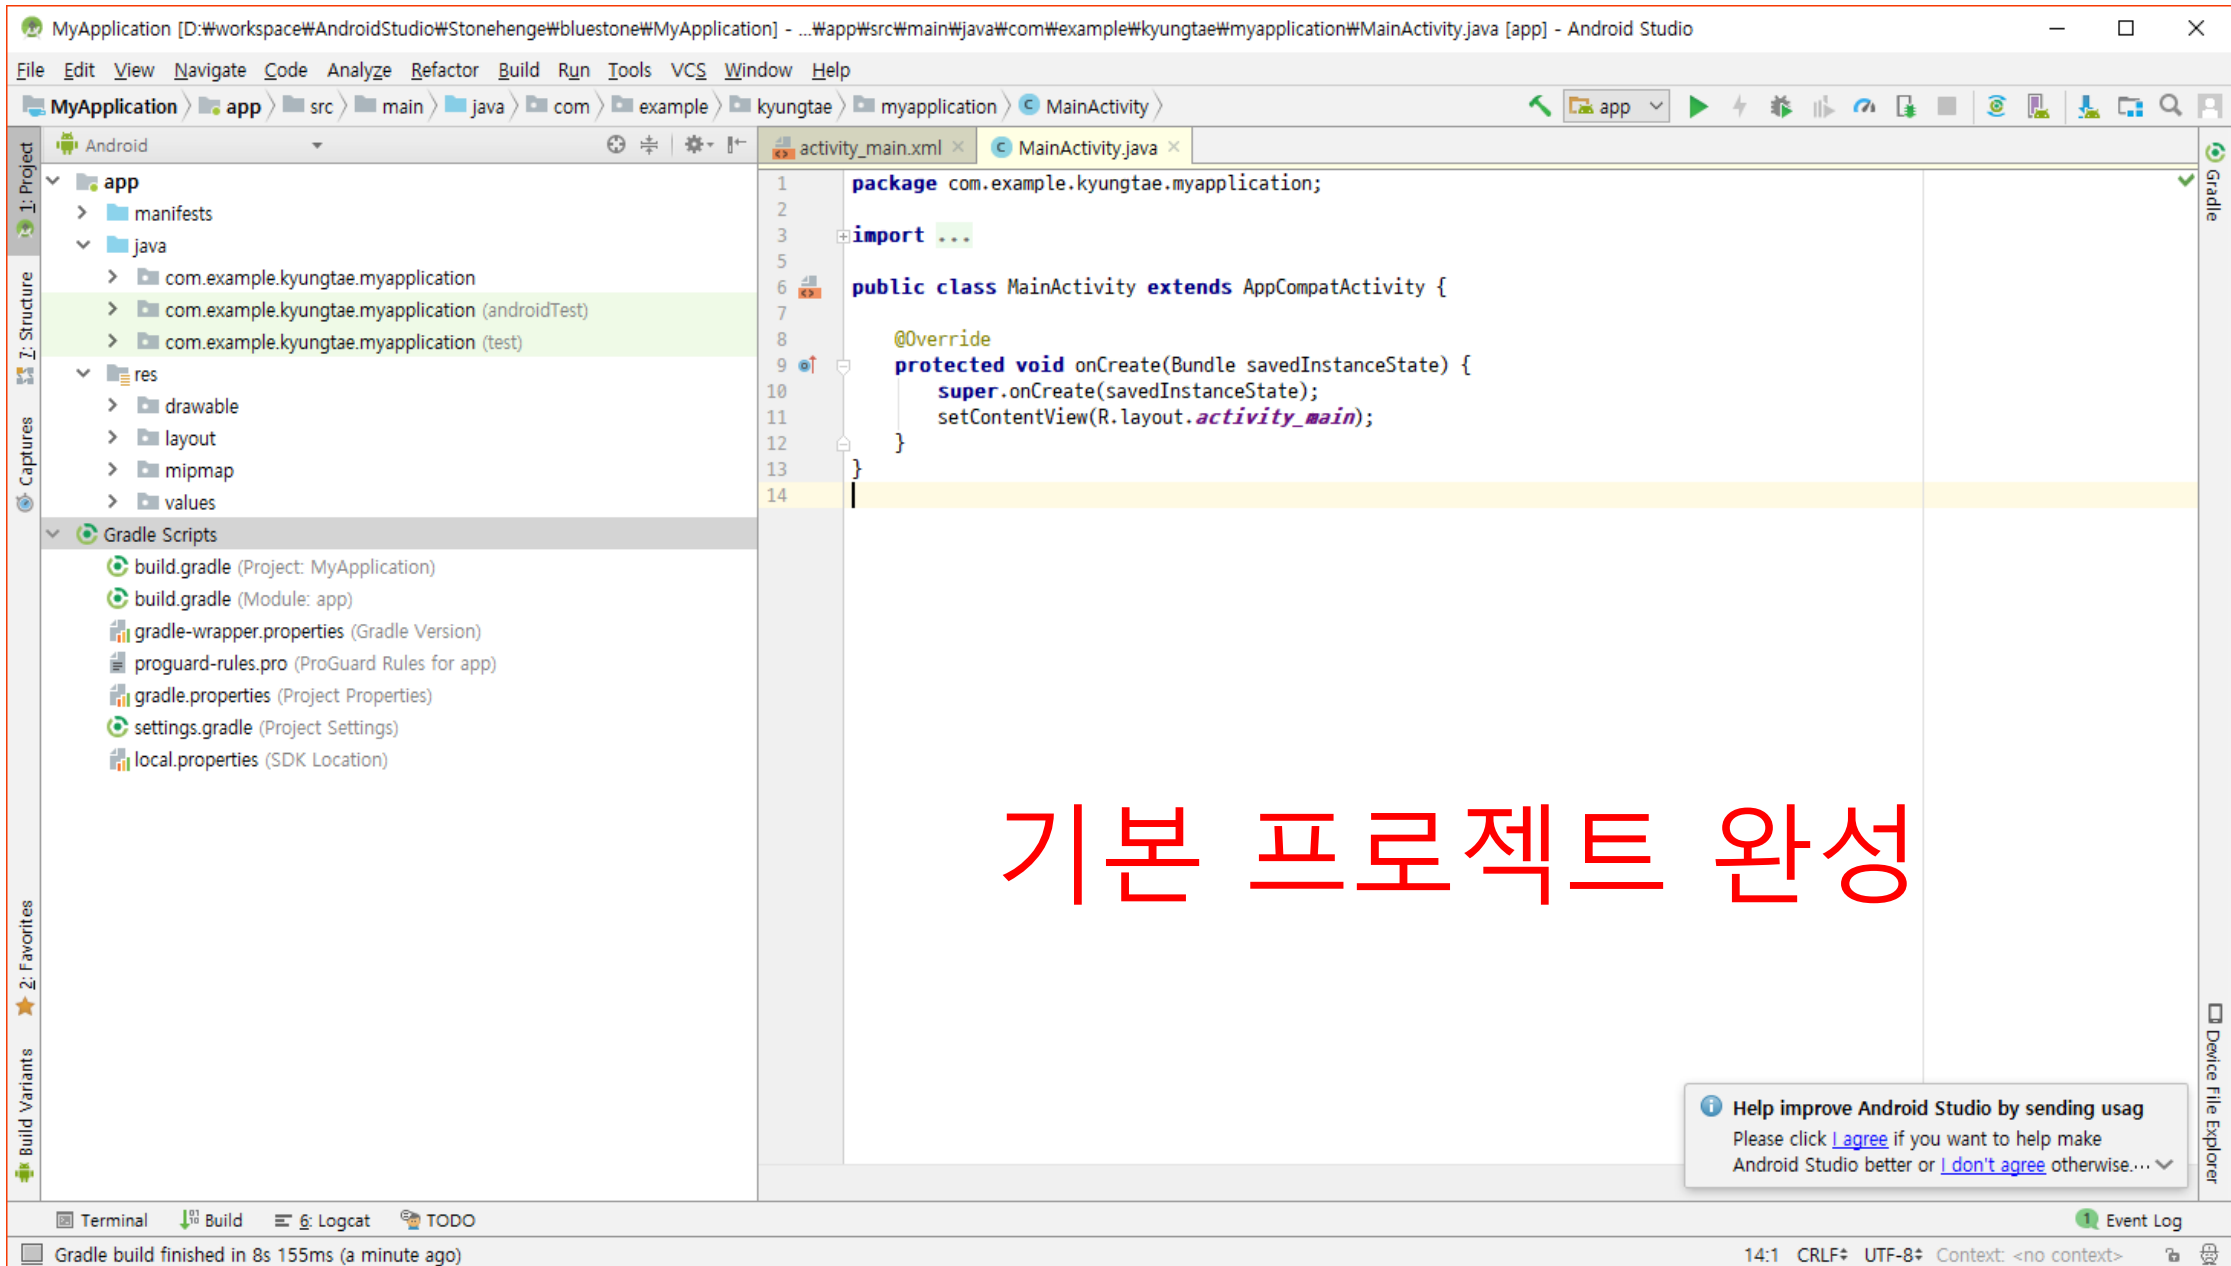 MyApplication [D:₩workspace₩AndroidStudio₩Stonehenge₩bluestone₩MyApplication] - ...₩app₩src₩main₩java₩com₩example₩kyungtae₩myapplication₩MainActivity.java [app] - Android Studio
File Edit View Navigate Code Analyze Refactor Build Run Tools VCS Window Help
MyApplication app src main java com example kyungtae myapplication MainActivity app
Android
activity_main.xml MainActivity.java
1: Project
7: Structure
Captures
2: Favorites
Build Variants
app
manifests
java
com.example.kyungtae.myapplication
com.example.kyungtae.myapplication (androidTest)
com.example.kyungtae.myapplication (test)
res
drawable
layout
mipmap
values
Gradle Scripts
build.gradle (Project: MyApplication)
build.gradle (Module: app)
gradle-wrapper.properties (Gradle Version)
proguard-rules.pro (ProGuard Rules for app)
gradle.properties (Project Properties)
settings.gradle (Project Settings)
local.properties (SDK Location)
1 package com.example.kyungtae.myapplication;
2
3 import ...
5
6 public class MainActivity extends AppCompatActivity {
7
8 @Override
9 protected void onCreate(Bundle savedInstanceState) {
10 super.onCreate(savedInstanceState);
11 setContentView(R.layout.activity_main);
12 }
13 }
14
기본 프로젝트 완성
Gradle
Device File Explorer
Help improve Android Studio by sending usag
Please click I agree if you want to help make
Android Studio better or I don't agree otherwise....
Terminal Build 6: Logcat TODO 1 Event Log
Gradle build finished in 8s 155ms (a minute ago) 14:1 CRLF UTF-8 Context: <no context>